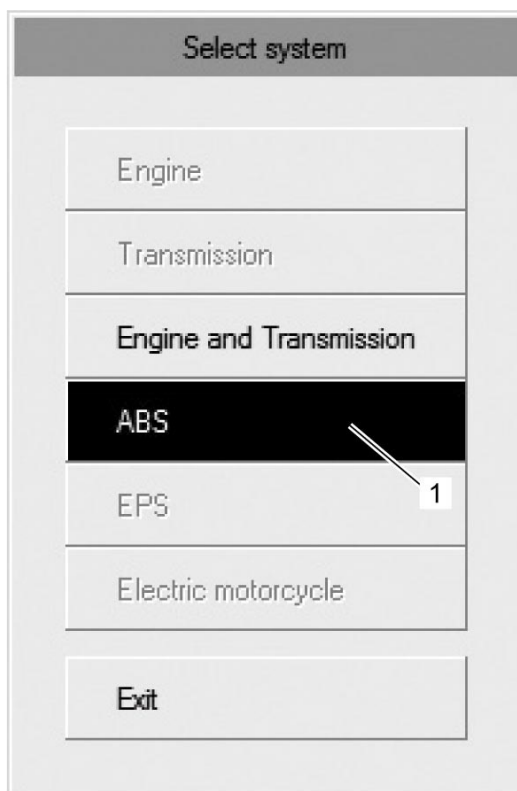 Select system
Engine
Transmission
Engine and Transmission
ABS
1
EPS
Electric motorcycle
Exit